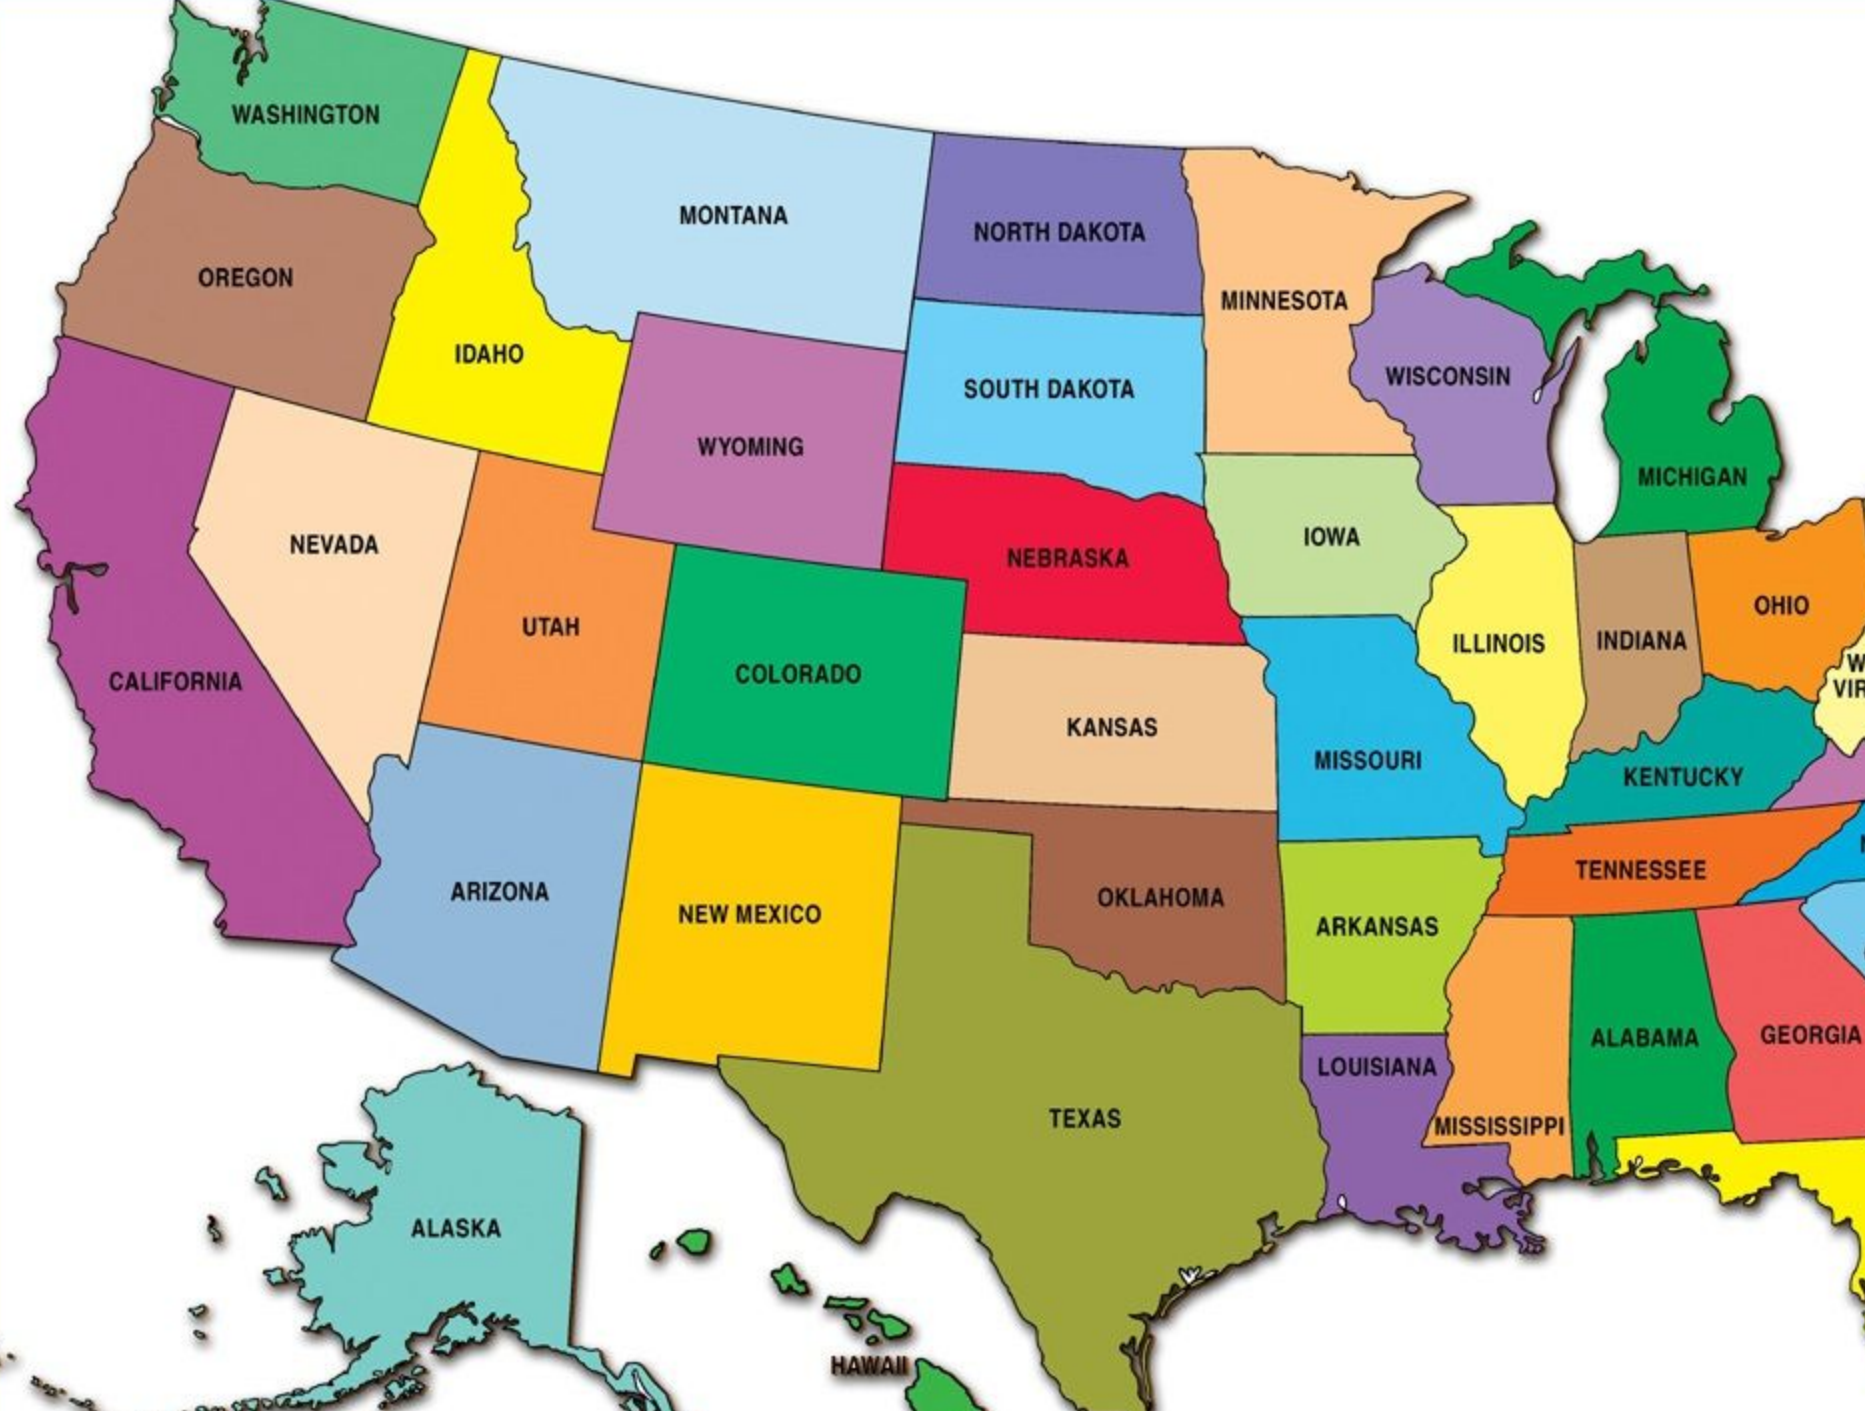 WASHINGTON
OREGON
IDAHO
MONTANA
NORTH DAKOTA
MINNESOTA
SOUTH DAKOTA
WISCONSIN
MICHIGAN
WYOMING
NEBRASKA
IOWA
NEVADA
UTAH
COLORADO
CALIFORNIA
KANSAS
MISSOURI
ILLINOIS
INDIANA
OHIO
W
VIR
KENTUCKY
TENNESSEE
ARIZONA
NEW MEXICO
OKLAHOMA
ARKANSAS
TEXAS
LOUISIANA
MISSISSIPPI
ALABAMA
GEORGIA
ALASKA
HAWAII